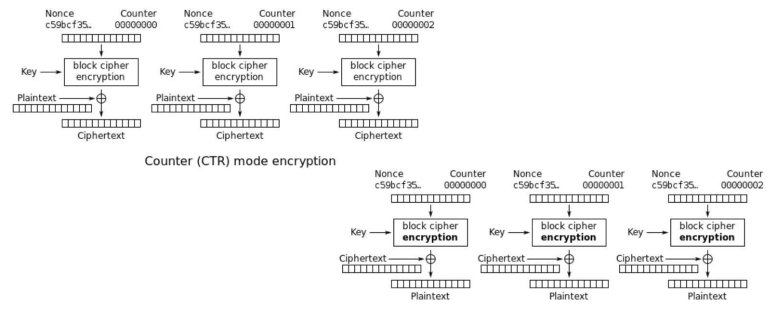 Nonce Counter Nonce Counter Nonce Counter
c59bcf35… 00000000 c59bcf35… 00000001 c59bcf35… 00000002
block cipher block cipher block cipher
Key encryption Key encryption Key encryption
Plaintext Plaintext Plaintext
Ciphertext Ciphertext Ciphertext
Counter (CTR) mode encryption
Nonce Counter Nonce Counter Nonce Counter
c59bcf35… 00000000 c59bcf35… 00000001 c59bcf35… 00000002
block cipher block cipher block cipher
Key encryption Key encryption Key encryption
Ciphertext Ciphertext Ciphertext
Plaintext Plaintext Plaintext